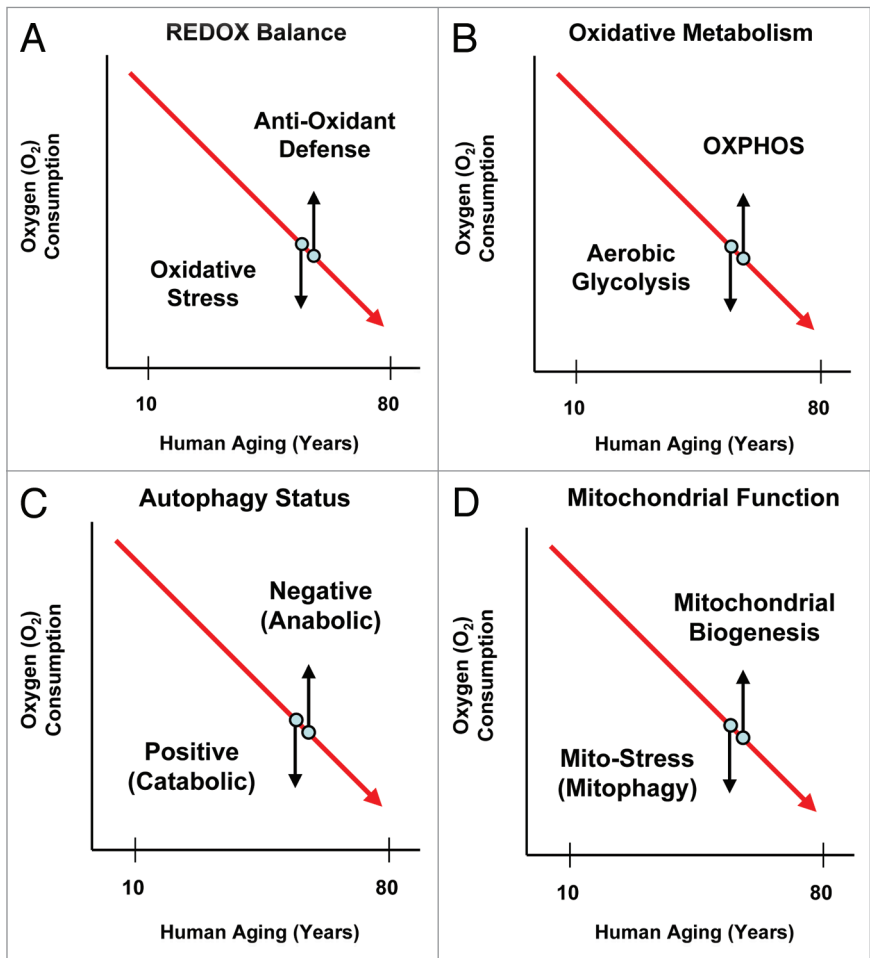 A
REDOX Balance
Oxygen (O₂)
Consumption
Anti-Oxidant
Defense
Oxidative
Stress
10
80
Human Aging (Years)
B
Oxidative Metabolism
Oxygen (O₂)
Consumption
OXPHOS
Aerobic
Glycolysis
10
80
Human Aging (Years)
C
Autophagy Status
Oxygen (O₂)
Consumption
Negative
(Anabolic)
Positive
(Catabolic)
10
80
Human Aging (Years)
D
Mitochondrial Function
Oxygen (O₂)
Consumption
Mitochondrial
Biogenesis
Mito-Stress
(Mitophagy)
10
80
Human Aging (Years)